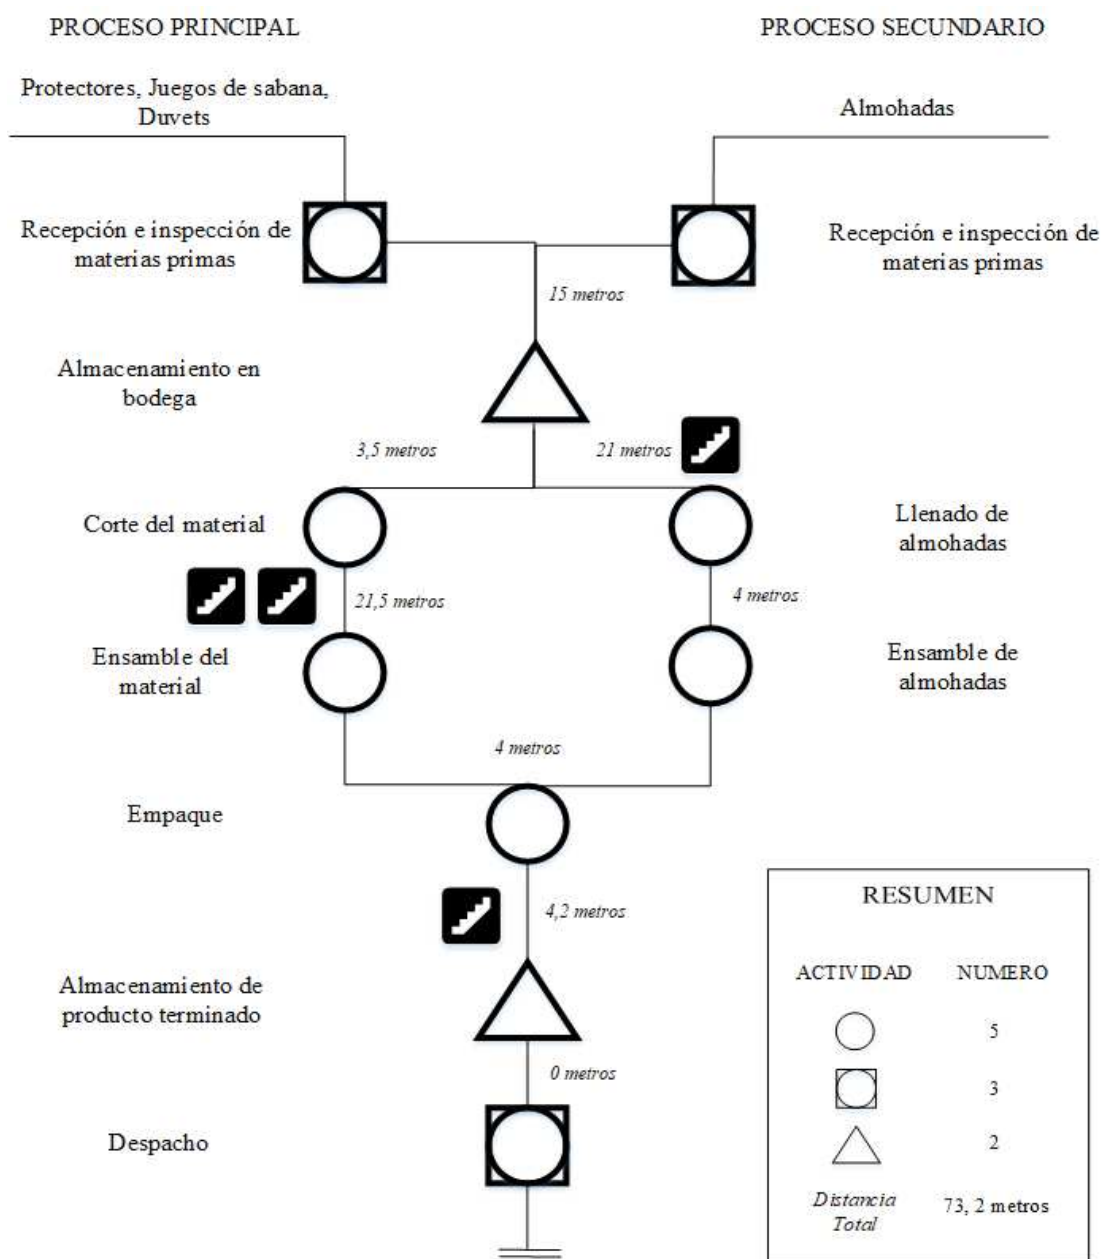 PROCESO PRINCIPAL
PROCESO SECUNDARIO
Protectores, Juegos de sabana,
Duvets
Almohadas
Recepción e inspección de
materias primas
Recepción e inspección de
materias primas
15 metros
Almacenamiento en
bodega
3,5 metros
21 metros
Corte del material
Llenado de
almohadas
21,5 metros
4 metros
Ensamble del
material
Ensamble de
almohadas
4 metros
Empaque
4,2 metros
Almacenamiento de
producto terminado
0 metros
Despacho
RESUMEN
ACTIVIDAD NUMERO
5
3
2
Distancia
Total
73, 2 metros